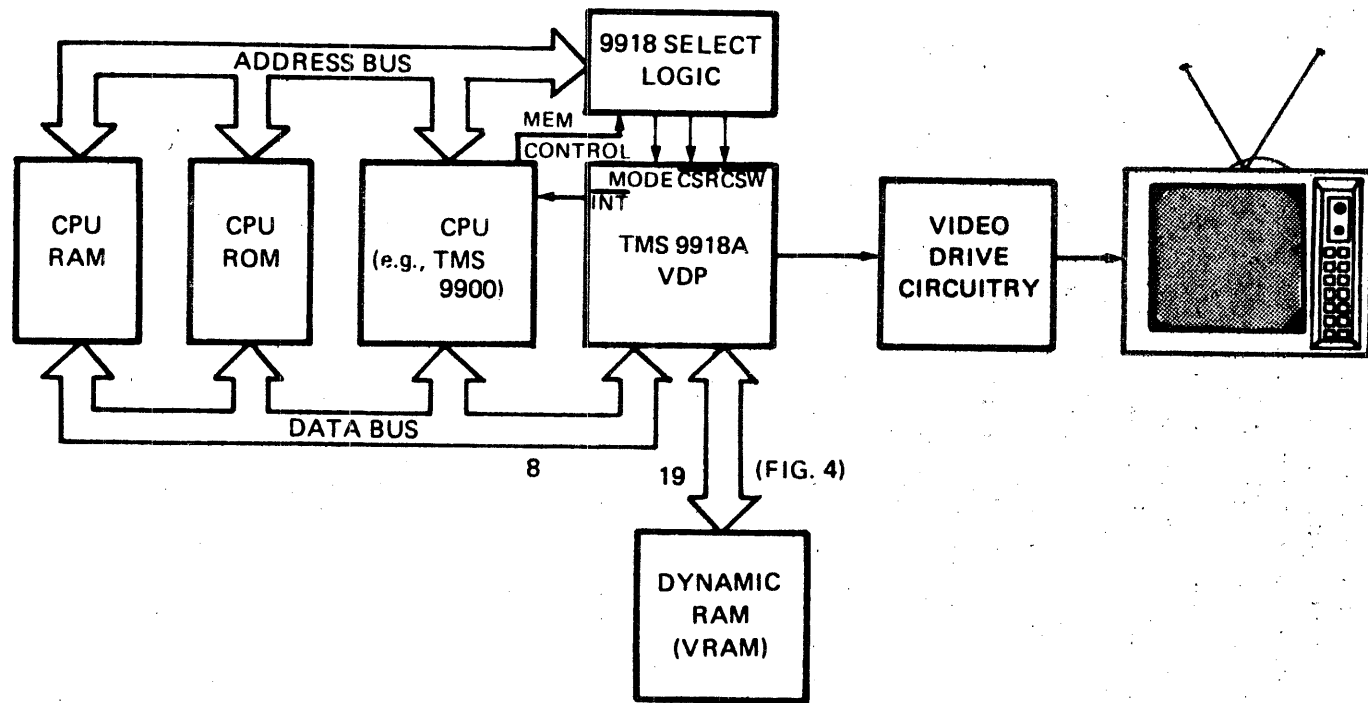 9918 SELECT
LOGIC
ADDRESS BUS
MEM
CONTROL
MODE CSR CSW
INT
CPU
RAM
CPU
ROM
CPU
(e.g., TMS
9900)
TMS 9918A
VDP
VIDEO
DRIVE
CIRCUITRY
DATA BUS
8
19
(FIG. 4)
DYNAMIC
RAM
(VRAM)